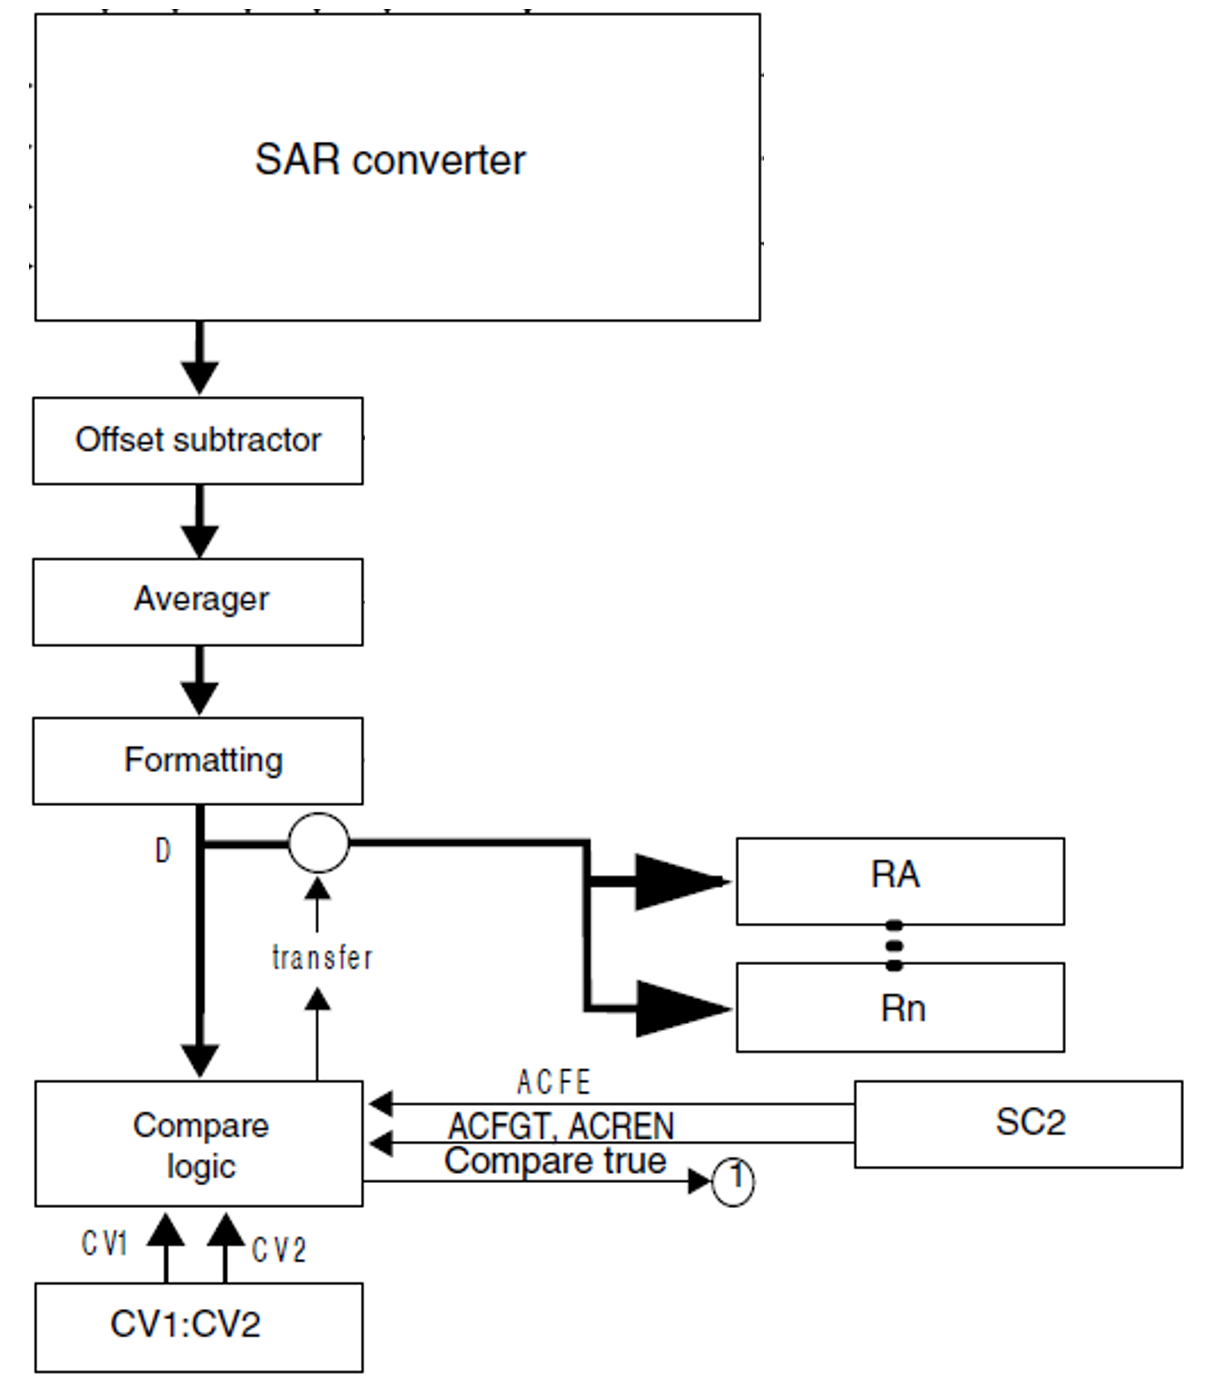 SAR converter
Offset subtractor
Averager
Formatting
D
RA
transfer
Rn
ACFE
SC2
ACFGT, ACREN
Compare
logic
Compare true
1
CV1
CV2
CV1:CV2